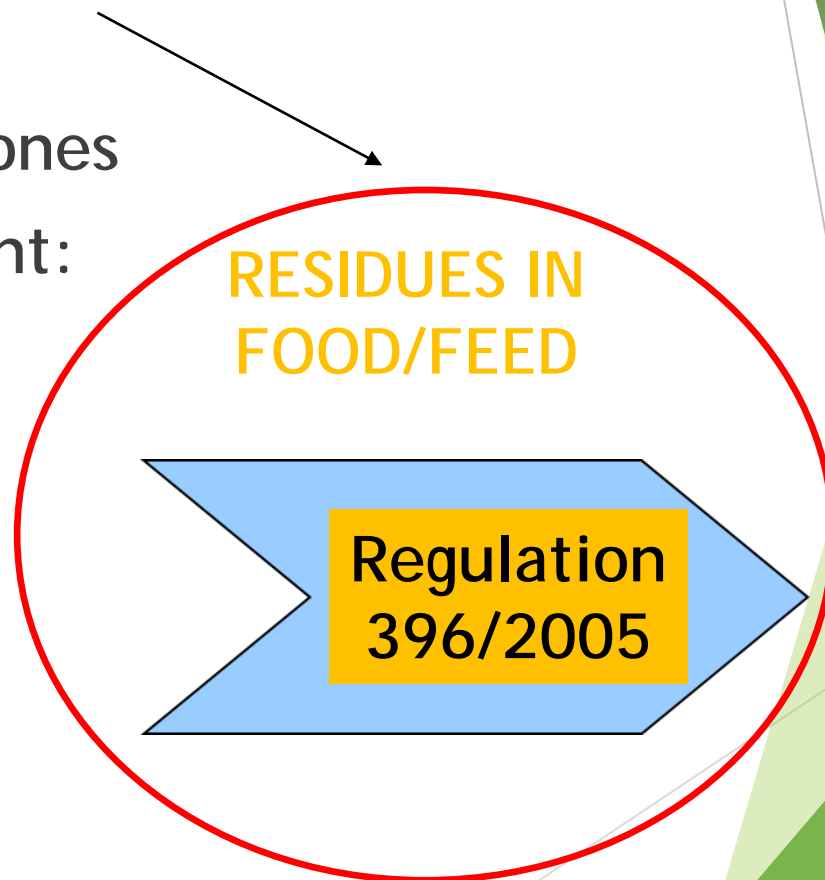 ones
nt:
RESIDUES IN
FOOD/FEED
Regulation
396/2005